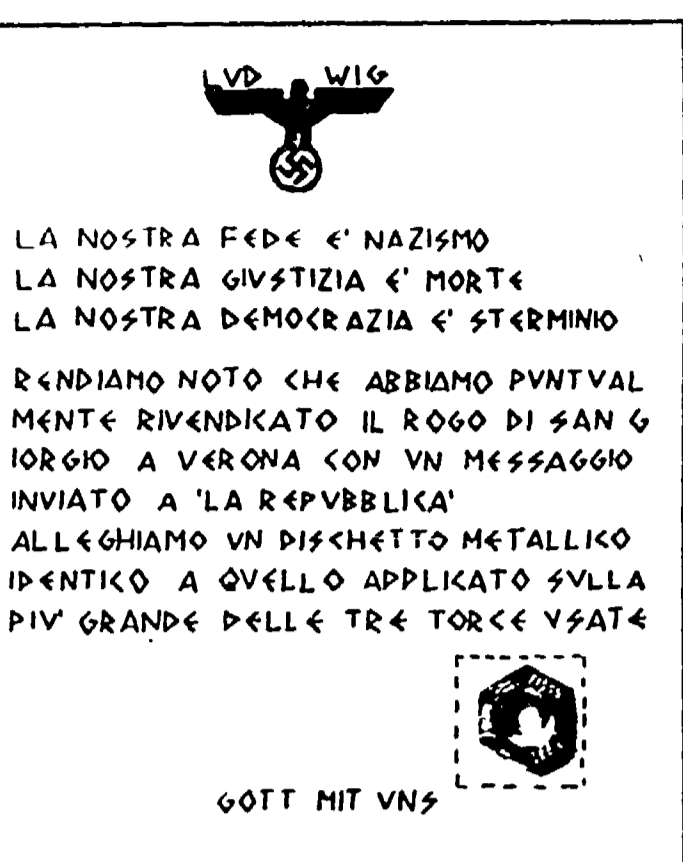 LVD WIG
LA NOSTRA FEDE E' NAZISMO
LA NOSTRA GIVSTIZIA E' MORTE
LA NOSTRA DEMOCRAZIA E' STERMINIO
RENDIAMO NOTO CHE ABBIAMO PVNTVAL
MENTE RIVENDICATO IL ROGO DI SAN G
IORGIO A VERONA CON VN MESSAGGIO
INVIATO A 'LA REPVBBLICA'
ALLEGHIAMO VN DISCHETTO METALLICO
IDENTICO A QVELLO APPLICATO SVLLA
PIV' GRANDE DELLE TRE TORCE VSATE
GOTT MIT VNS